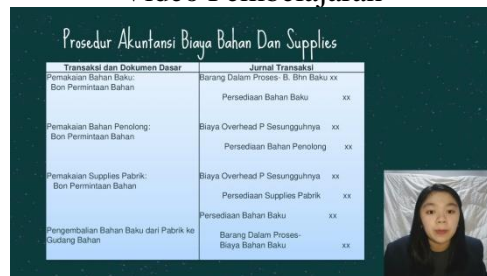 Video Pembelajaran
Prosedur Akuntansi Biaya Bahan Dan Supplies
Transaksi dan Dokumen Dasar
Jurnal Transaksi
Pemakaian Bahan Baku:
Bon Permintaan Bahan
Barang Dalam Proses- B. Bhn Baku xx
Persediaan Bahan Baku xx
Pemakaian Bahan Penolong:
Bon Permintaan Bahan
Biaya Overhead P Sesungguhnya xx
Persediaan Bahan Penolong xx
Pemakaian Supplies Pabrik:
Bon Permintaan Bahan
Biaya Overhead P Sesungguhnya xx
Persediaan Supplies Pabrik xx
Pengembalian Bahan Baku dari Pabrik ke
Gudang Bahan
Persediaan Bahan Baku xx
Barang Dalam Proses-
Biaya Bahan Baku xx